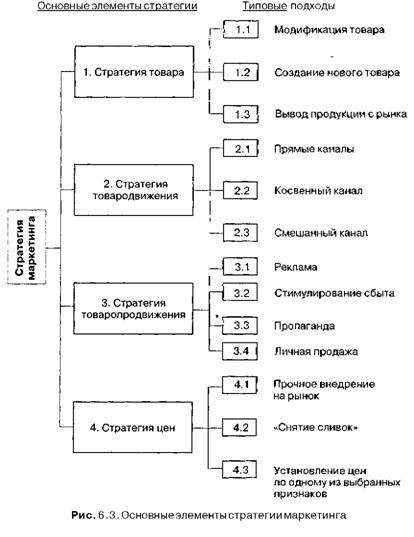 Основные элементы стратегии
Типовые подходы
Стратегия
маркетинга
1. Стратегия товара
1.1 Модификация товара
1.2 Создание нового товара
1.3 Вывод продукции с рынка
2. Стратегия
товародвижения
2.1 Прямые каналы
2.2 Косвенный канал
2.3 Смешанный канал
3. Стратегия
товаропродвижения
3.1 Реклама
3.2 Стимулирование сбыта
3.3 Пропаганда
3.4 Личная продажа
4. Стратегия цен
4.1 Прочное внедрение
на рынок
4.2 «Снятие сливок»
4.3 Установление цен
по одному из выбранных
признаков
Рис. 6.3. Основные элементы стратегии маркетинга